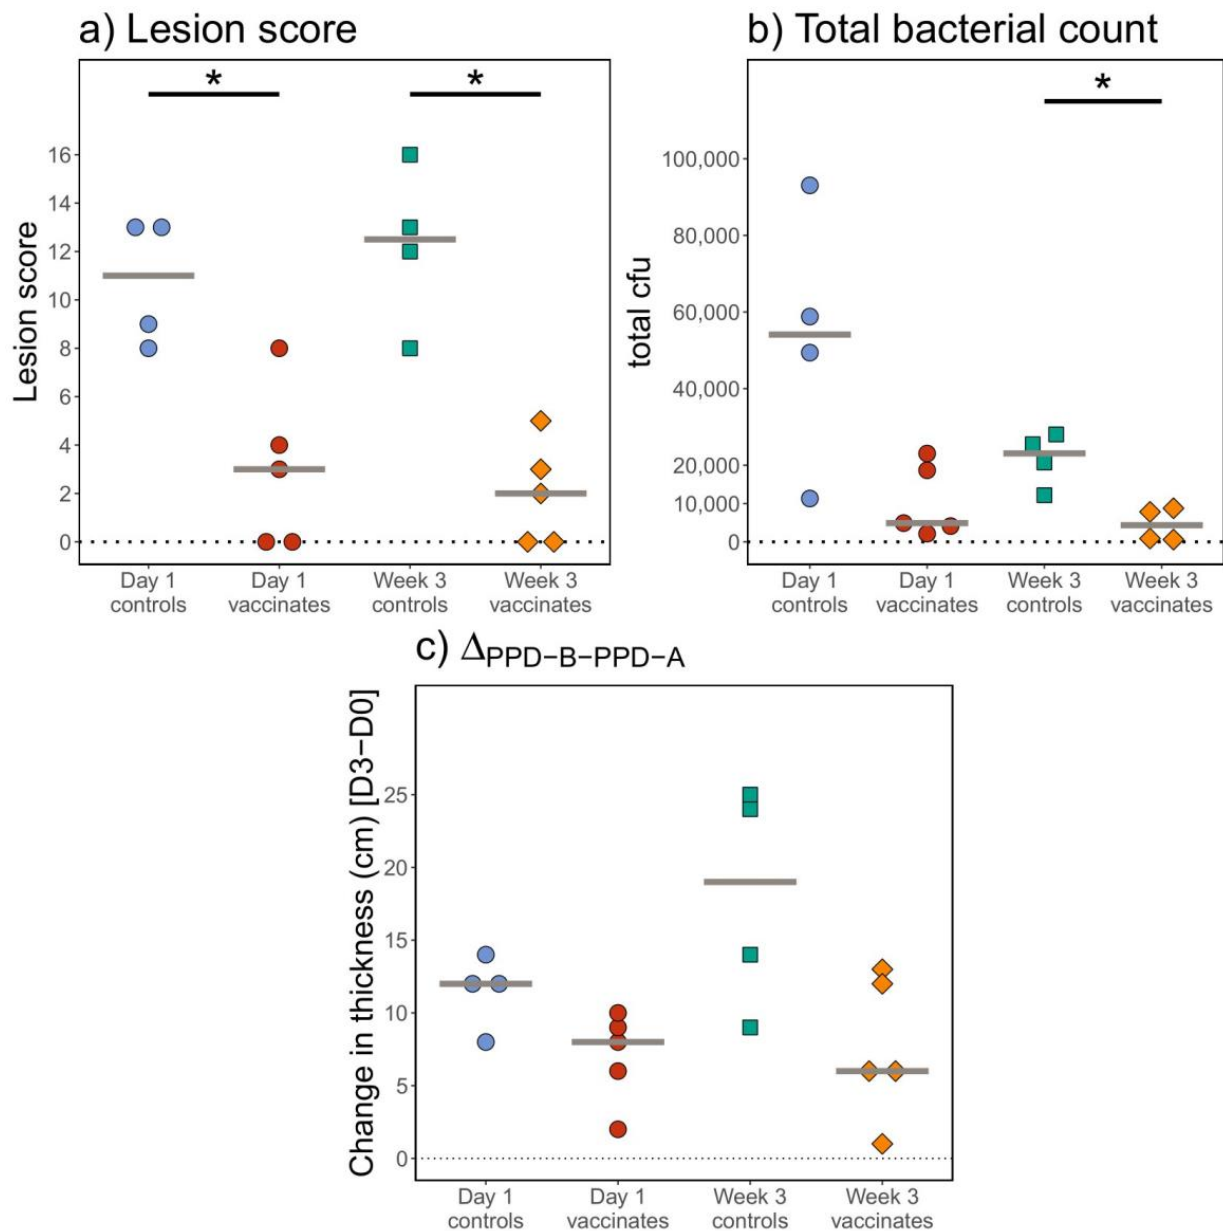 a) Lesion score
* *
Lesion score
16
14
12
10
8
6
4
2
0
Day 1 controls
Day 1 vaccinates
Week 3 controls
Week 3 vaccinates
b) Total bacterial count
*
total cfu
100,000
80,000
60,000
40,000
20,000
10,000
0
Day 1 controls
Day 1 vaccinates
Week 3 controls
Week 3 vaccinates
c) ΔPPD−B−PPD−A
Change in thickness (cm) [D3−D0]
25
20
15
10
5
0
Day 1 controls
Day 1 vaccinates
Week 3 controls
Week 3 vaccinates